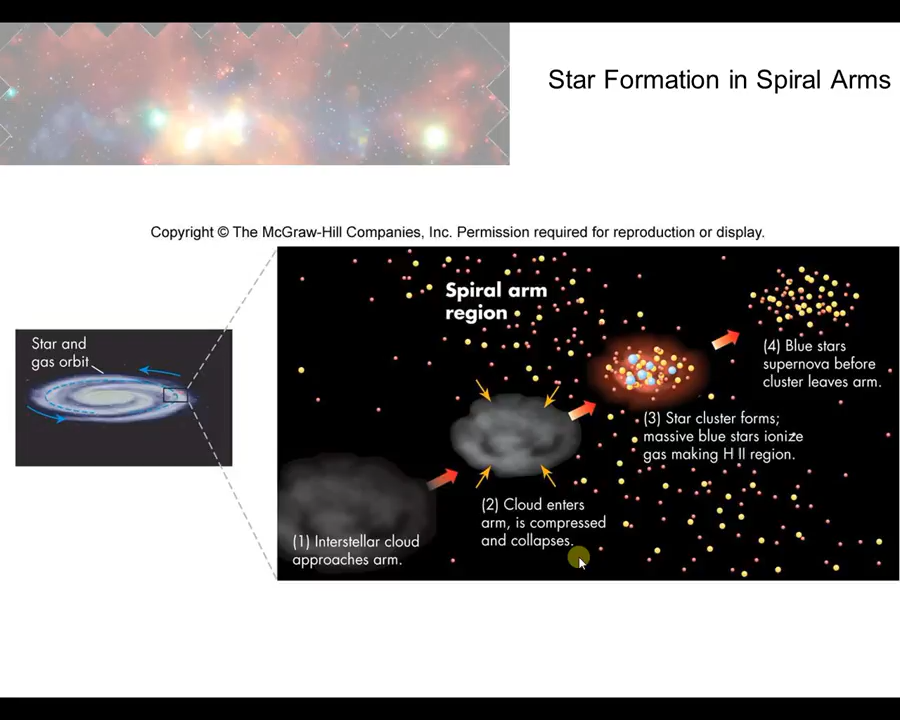 Star Formation in Spiral Arms
Copyright © The McGraw-Hill Companies, Inc. Permission required for reproduction or display.
Star and
gas orbit
Spiral arm
region
(1) Interstellar cloud
approaches arm.
(2) Cloud enters
arm, is compressed
and collapses.
(3) Star cluster forms;
massive blue stars ionize
gas making H II region.
(4) Blue stars
supernova before
cluster leaves arm.